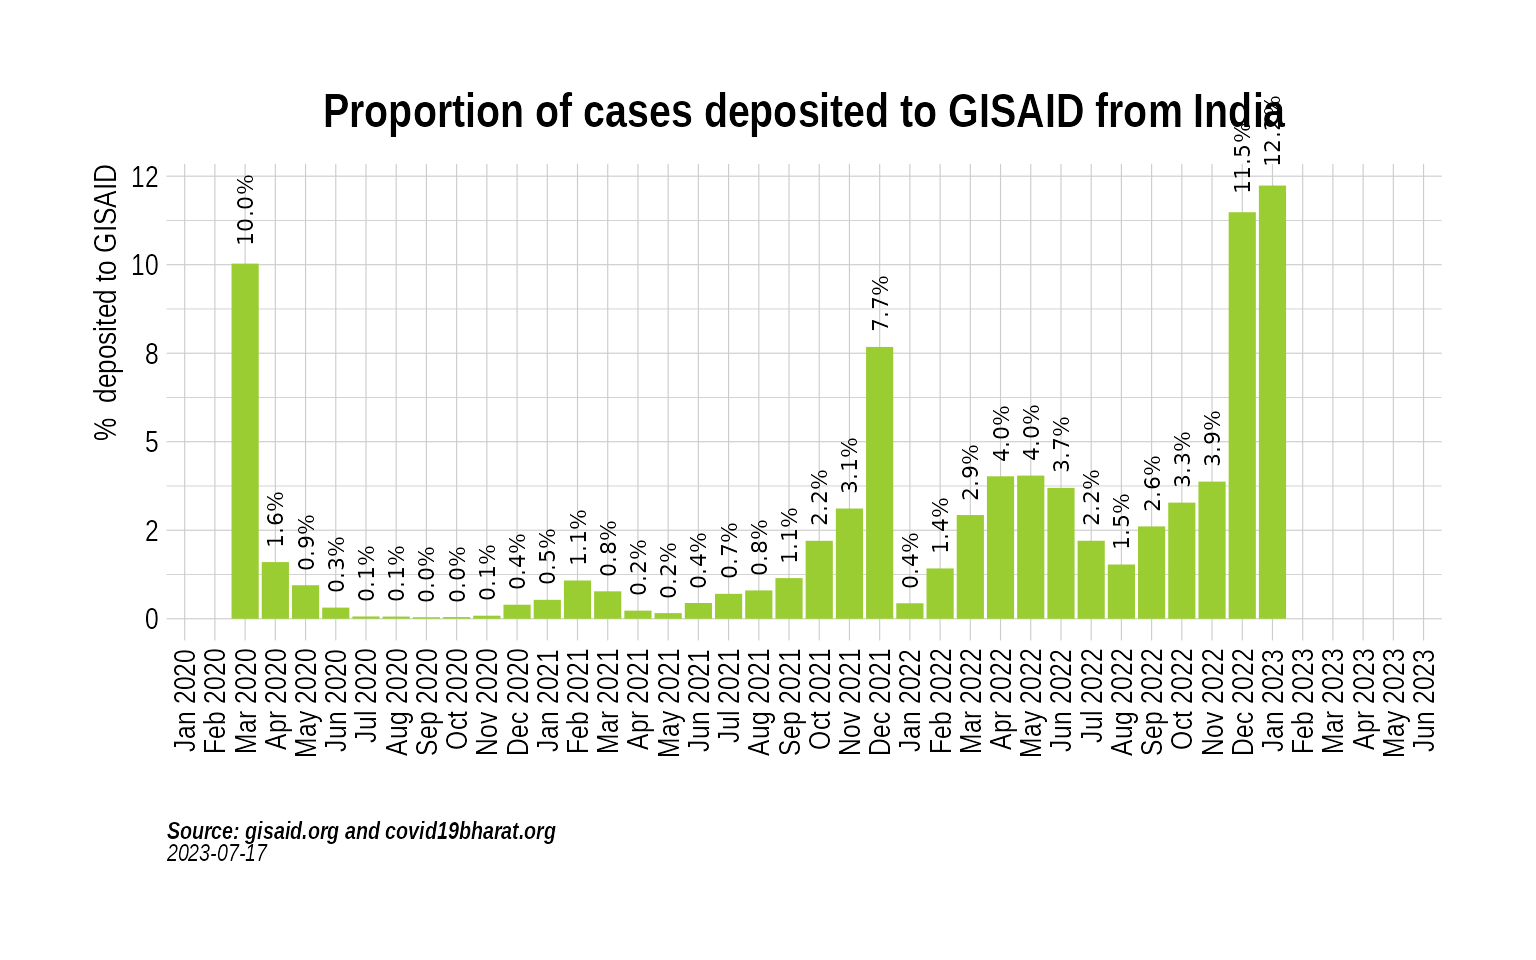 Proportion of cases deposited to GISAID from India
% deposited to GISAID
12
10
8
5
2
0
10.0%
1.6%
0.9%
0.3%
0.1%
0.1%
0.0%
0.0%
0.1%
0.4%
0.5%
1.1%
0.8%
0.2%
0.2%
0.4%
0.7%
0.8%
1.1%
2.2%
3.1%
7.7%
0.4%
1.4%
2.9%
4.0%
4.0%
3.7%
2.2%
1.5%
2.6%
3.3%
3.9%
11.5%
Jan 2020
Feb 2020
Mar 2020
Apr 2020
May 2020
Jun 2020
Jul 2020
Aug 2020
Sep 2020
Oct 2020
Nov 2020
Dec 2020
Jan 2021
Feb 2021
Mar 2021
Apr 2021
May 2021
Jun 2021
Jul 2021
Aug 2021
Sep 2021
Oct 2021
Nov 2021
Dec 2021
Jan 2022
Feb 2022
Mar 2022
Apr 2022
May 2022
Jun 2022
Jul 2022
Aug 2022
Sep 2022
Oct 2022
Nov 2022
Dec 2022
Jan 2023
Feb 2023
Mar 2023
Apr 2023
May 2023
Jun 2023
Source: gisaid.org and covid19bharat.org
2023-07-17